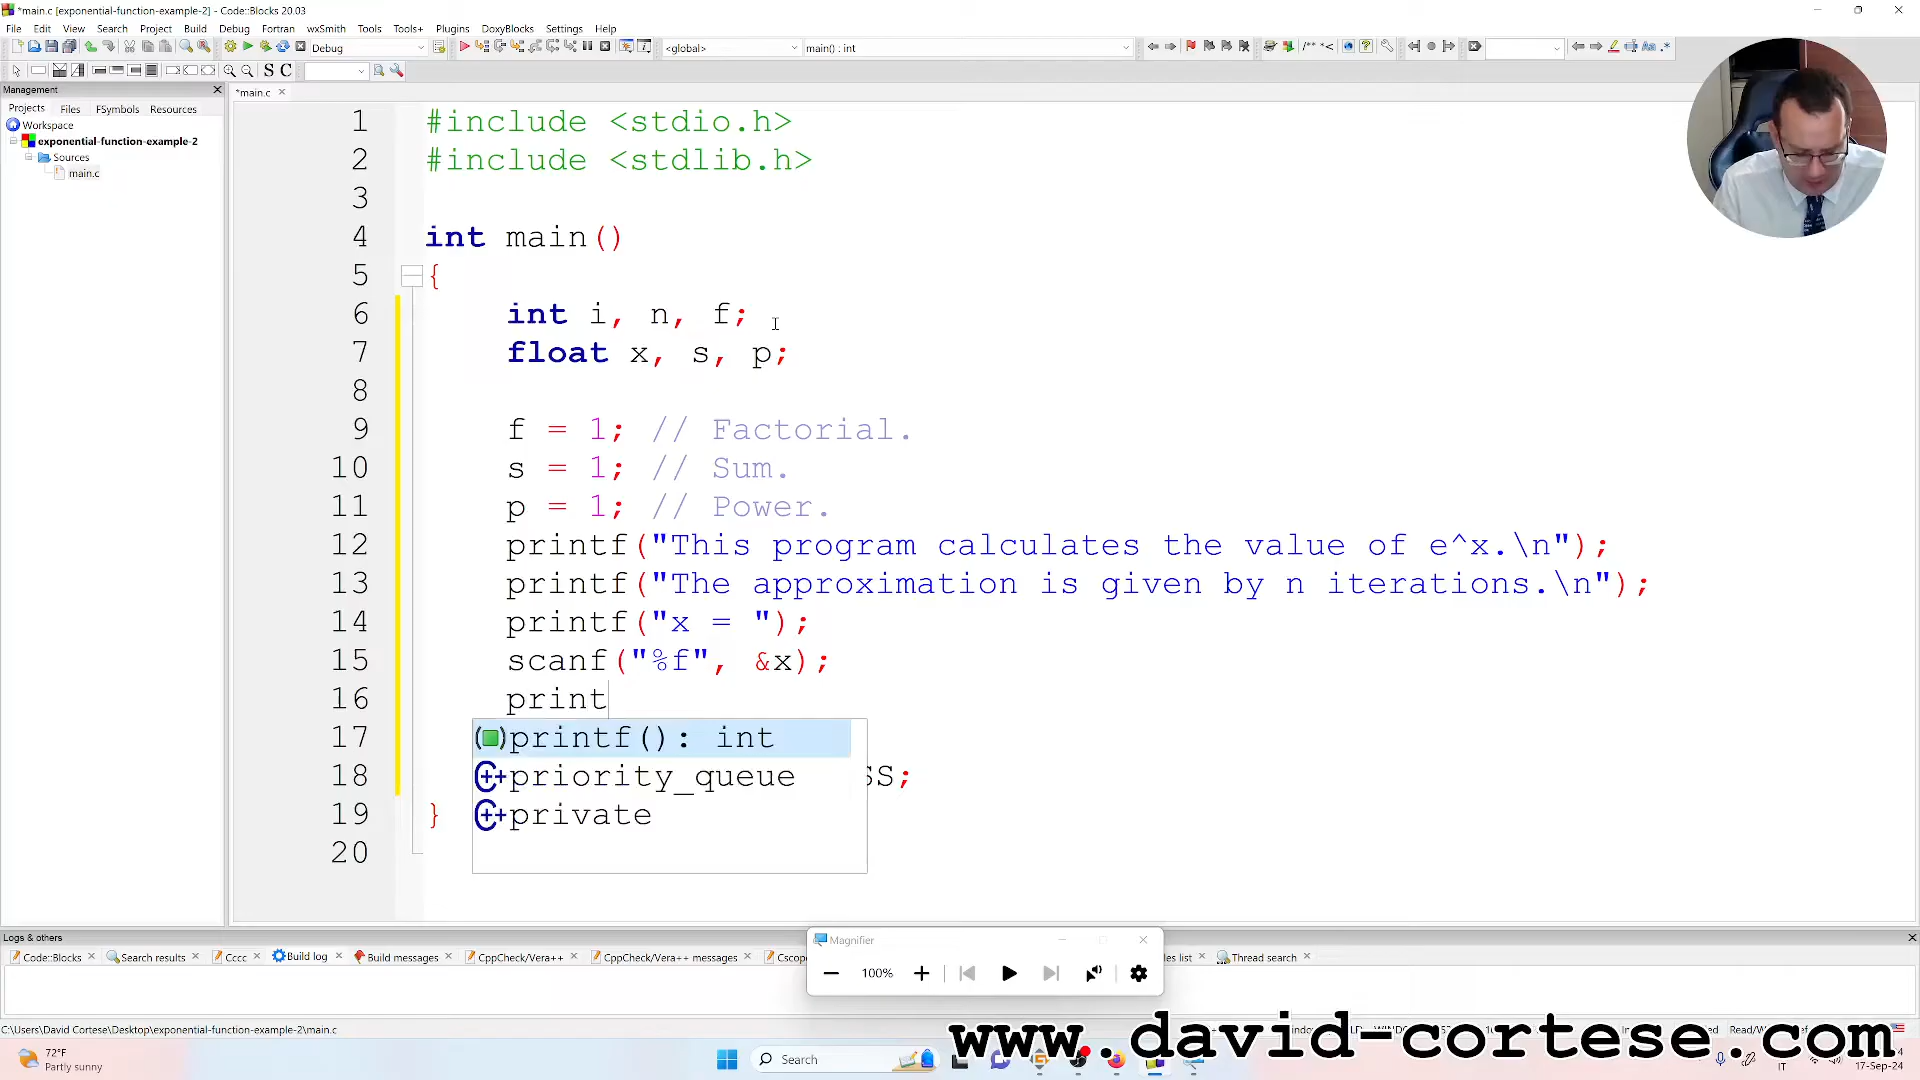 *main.c [exponential-function-example-2] - Code::Blocks 20.03
File Edit View Search Project Build Debug Fortran wxSmith Tools Tools+ Plugins DoxyBlocks Settings Help
Debug <global> main() : int
S C
Management
Projects Files FSymbols Resources
Workspace
exponential-function-example-2
Sources
main.c
*main.c
1 #include <stdio.h>
2 #include <stdlib.h>
3
4 int main()
5 {
6 int i, n, f;
7 float x, s, p;
8
9 f = 1; // Factorial.
10 s = 1; // Sum.
11 p = 1; // Power.
12 printf("This program calculates the value of e^x.\n");
13 printf("The approximation is given by n iterations.\n");
14 printf("x = ");
15 scanf("%f", &x);
16 print
17 printf(): int
18 priority_queue SS;
19 } private
20
Logs & others
Code::Blocks Search results Cccc Build log Build messages CppCheck/Vera++ CppCheck/Vera++ messages Cscope Thread search
Magnifier
100%
C:\Users\David Cortese\Desktop\exponential-function-example-2\main.c
www.david-cortese.com
72°F
Partly sunny
Search
IT
17-Sep-24